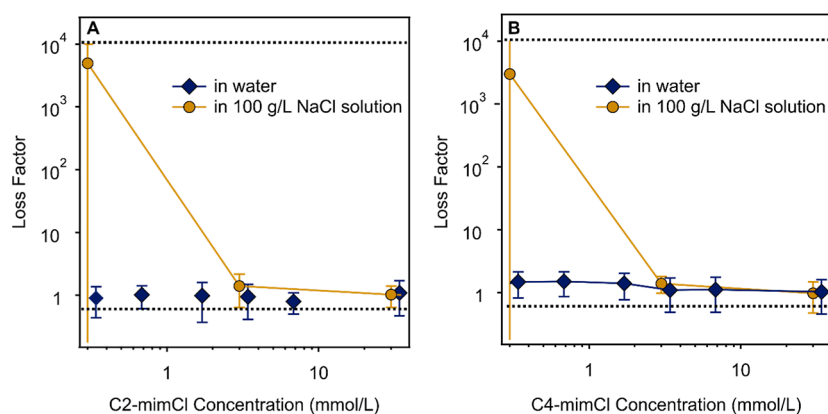 A
10^4
10^3
10^2
10
1
Loss Factor
in water
in 100 g/L NaCl solution
1
10
C2-mimCl Concentration (mmol/L)
B
10^4
10^3
10^2
10
1
Loss Factor
in water
in 100 g/L NaCl solution
1
10
C4-mimCl Concentration (mmol/L)